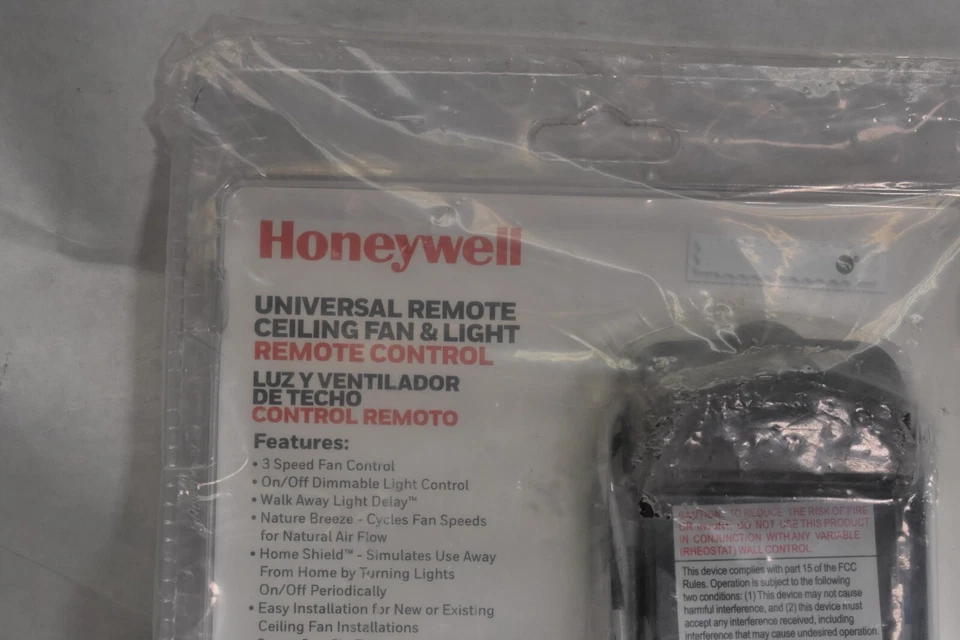 Honeywell
UNIVERSAL REMOTE
CEILING FAN & LIGHT
REMOTE CONTROL
LUZ Y VENTILADOR
DE TECHO
CONTROL REMOTO
Features:
• 3 Speed Fan Control
• On/Off Dimmable Light Control
• Walk Away Light Delay™
• Nature Breeze - Cycles Fan Speeds
for Natural Air Flow
• Home Shield™ - Simulates Use Away
From Home by Turning Lights
On/Off Periodically
• Easy Installation for New or Existing
Ceiling Fan Installations
CAUTION: TO REDUCE THE RISK OF FIRE
OR INJURY, DO NOT USE THIS PRODUCT
IN CONJUNCTION WITH ANY VARIABLE
(RHEOSTAT) WALL CONTROL
This device complies with part 15 of the FCC
Rules. Operation is subject to the following
two conditions: (1) This device may not cause
harmful interference, and (2) this device must
accept any interference received, including
interference that may cause undesired operation.